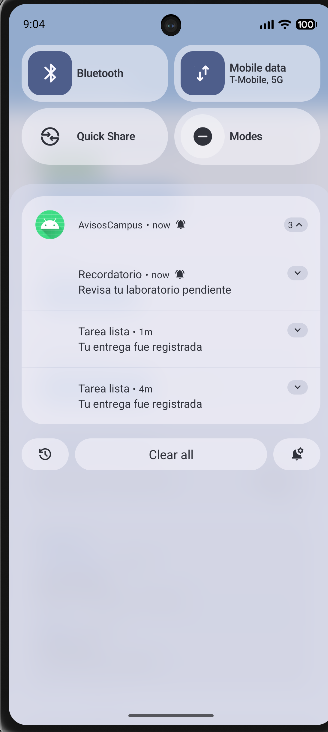 9:04
100
Bluetooth
Mobile data
T-Mobile, 5G
Quick Share
Modes
AvisosCampus • now
3
Recordatorio • now
Revisa tu laboratorio pendiente
Tarea lista • 1m
Tu entrega fue registrada
Tarea lista • 4m
Tu entrega fue registrada
Clear all